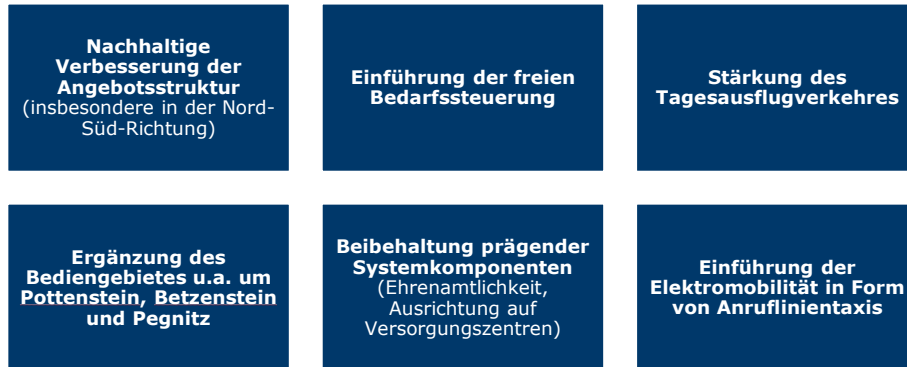 Nachhaltige
Verbesserung der
Angebotsstruktur
(insbesondere in der Nord-
Süd-Richtung)
Einführung der freien
Bedarfssteuerung
Stärkung des
Tagesausflugverkehres
Ergänzung des
Bediengebietes u.a. um
Pottenstein, Betzenstein
und Pegnitz
Beibehaltung prägender
Systemkomponenten
(Ehrenamtlichkeit,
Ausrichtung auf
Versorgungszentren)
Einführung der
Elektromobilität in Form
von Anruflinientaxis